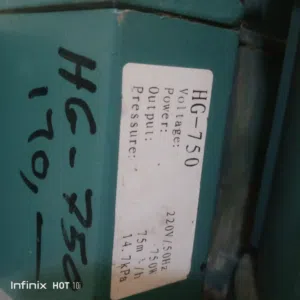 HG-750
Voltage: 220V/50Hz
Power: 750W
Output: 75m³/h
Pressure: 14.7kPa
HG-750
170,-
Infinix HOT 10